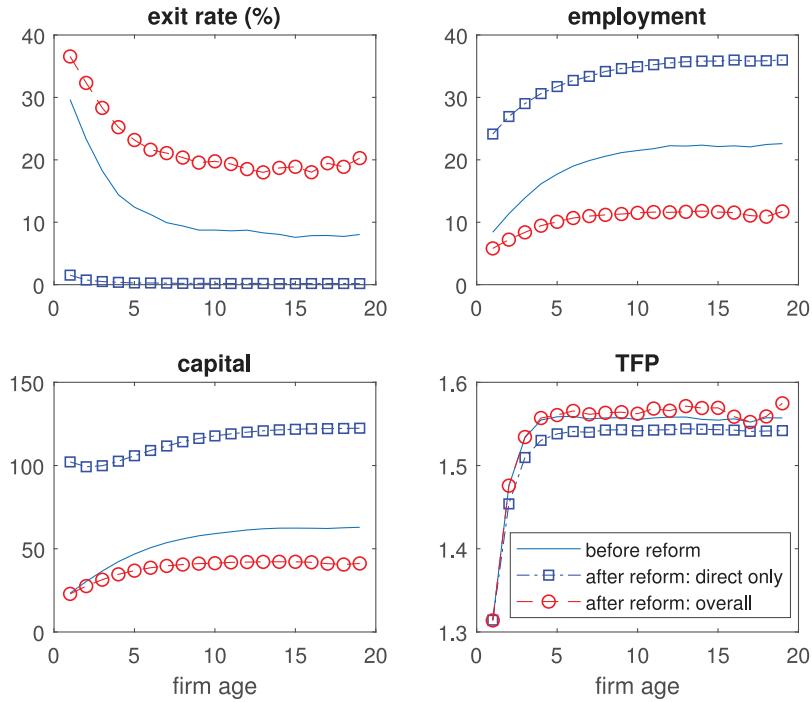 exit rate (%)
40
30
20
10
0
0 5 10 15 20
employment
40
30
20
10
0
0 5 10 15 20
capital
150
100
50
0
0 5 10 15 20
firm age
TFP
1.6
1.5
1.4
1.3
before reform
after reform: direct only
after reform: overall
0 5 10 15 20
firm age